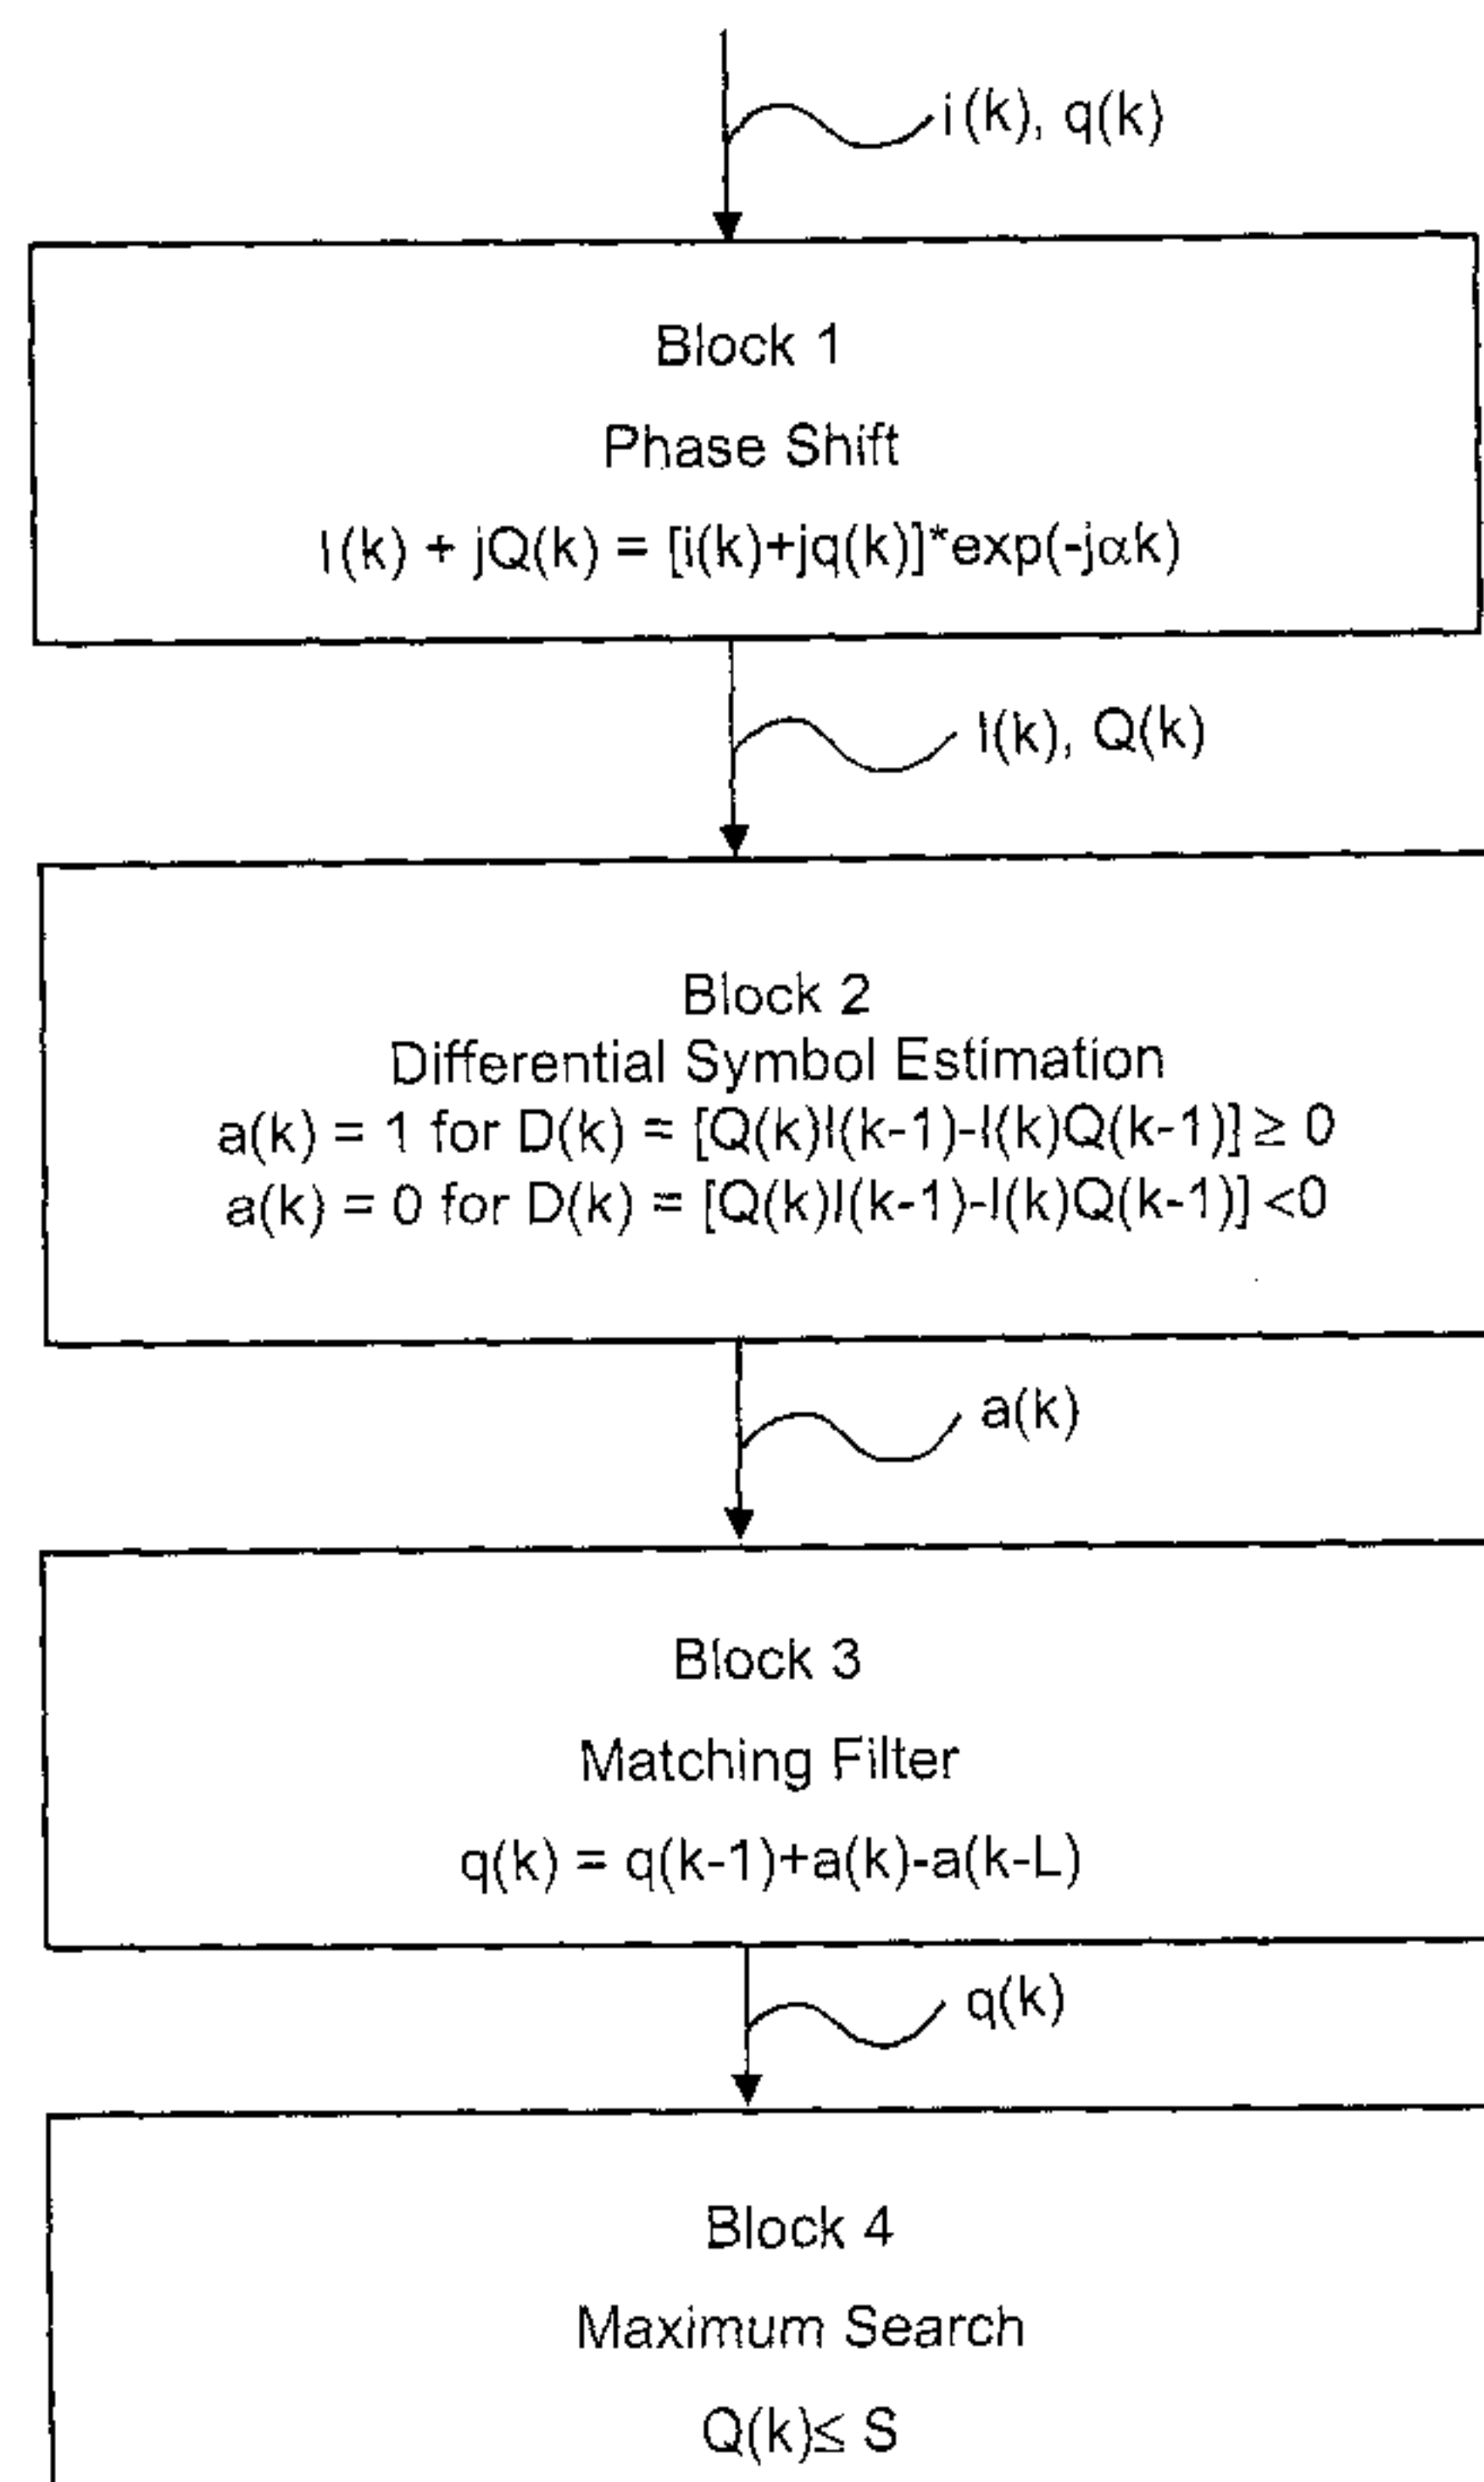 i(k), q(k)
Block 1
Phase Shift
I(k) + jQ(k) = [i(k)+jq(k)]*exp(-jαk)
I(k), Q(k)
Block 2
Differential Symbol Estimation
a(k) = 1 for D(k) = [Q(k)I(k-1)-I(k)Q(k-1)] ≥ 0
a(k) = 0 for D(k) = [Q(k)I(k-1)-I(k)Q(k-1)] <0
a(k)
Block 3
Matching Filter
q(k) = q(k-1)+a(k)-a(k-L)
q(k)
Block 4
Maximum Search
Q(k)≤ S